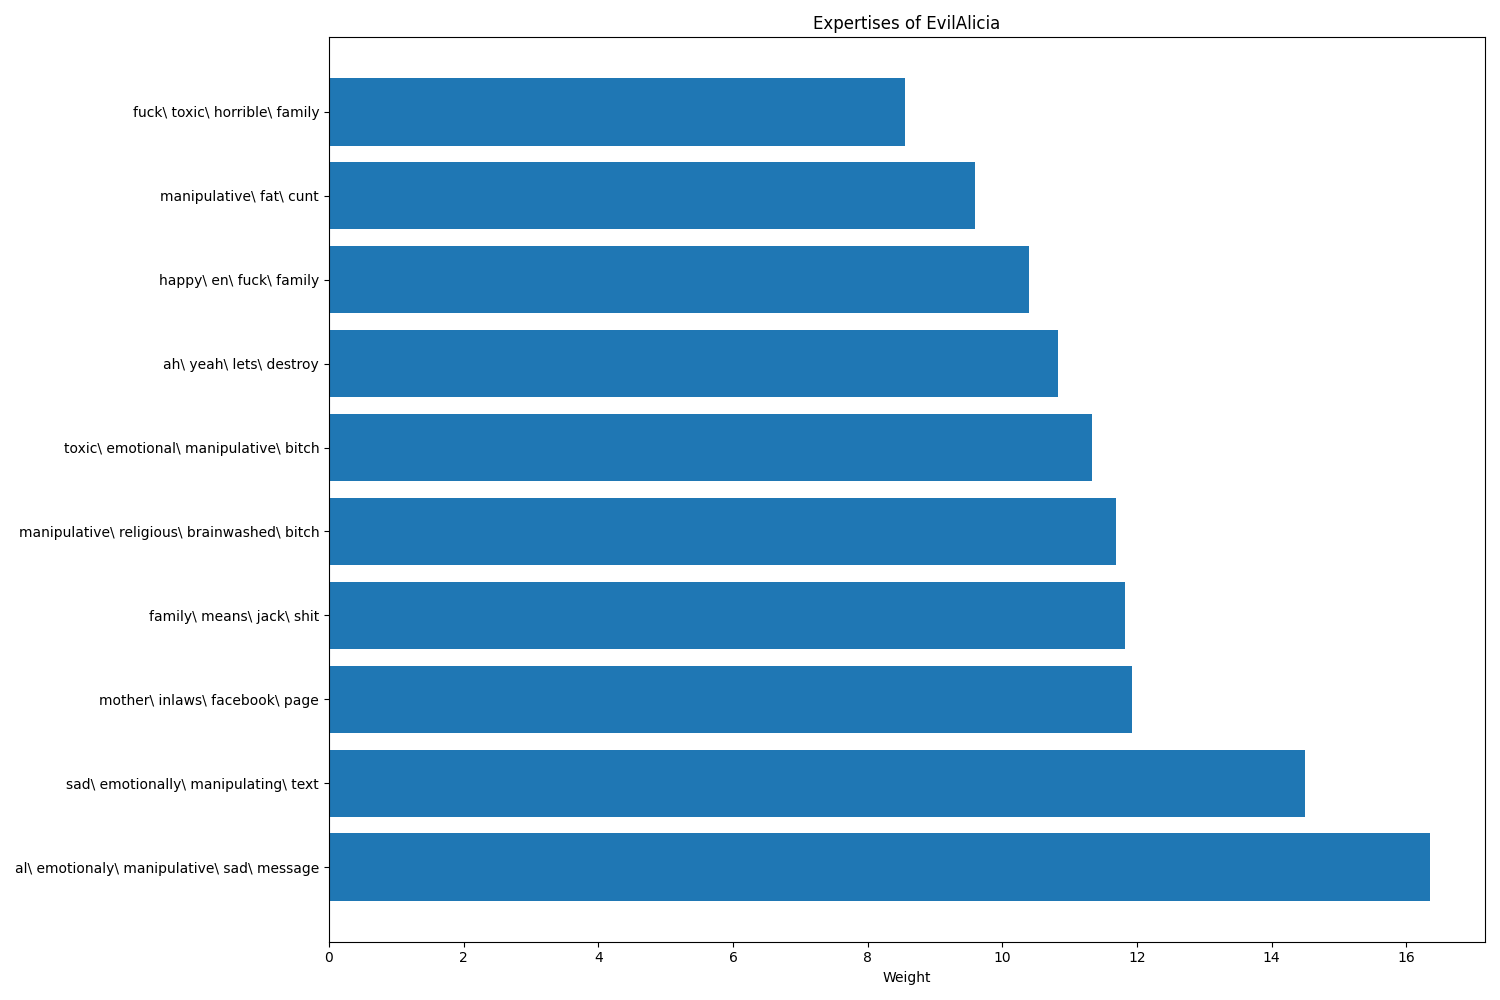 Expertises of EvilAlicia
fuck\ toxic\ horrible\ family
manipulative\ fat\ cunt
happy\ en\ fuck\ family
ah\ yeah\ lets\ destroy
toxic\ emotional\ manipulative\ bitch
manipulative\ religious\ brainwashed\ bitch
family\ means\ jack\ shit
mother\ inlaws\ facebook\ page
sad\ emotionally\ manipulating\ text
al\ emotionaly\ manipulative\ sad\ message
0 2 4 6 8 10 12 14 16
Weight